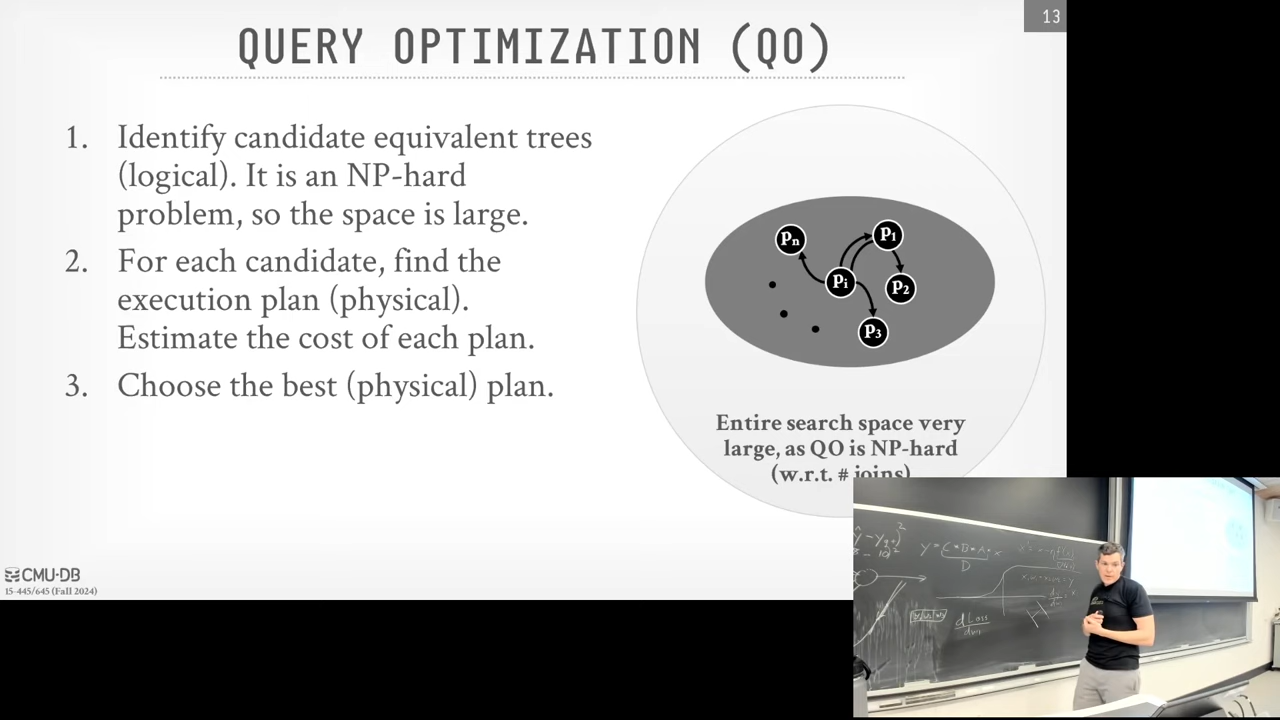 13
QUERY OPTIMIZATION (QO)
1. Identify candidate equivalent trees
(logical). It is an NP-hard
problem, so the space is large.
2. For each candidate, find the
execution plan (physical).
Estimate the cost of each plan.
3. Choose the best (physical) plan.
pn
p1
pi
p2
p3
Entire search space very
large, as QO is NP-hard
(w.r.t. # joins)
CMU·DB
15-445/645 (Fall 2024)
D
dLoss